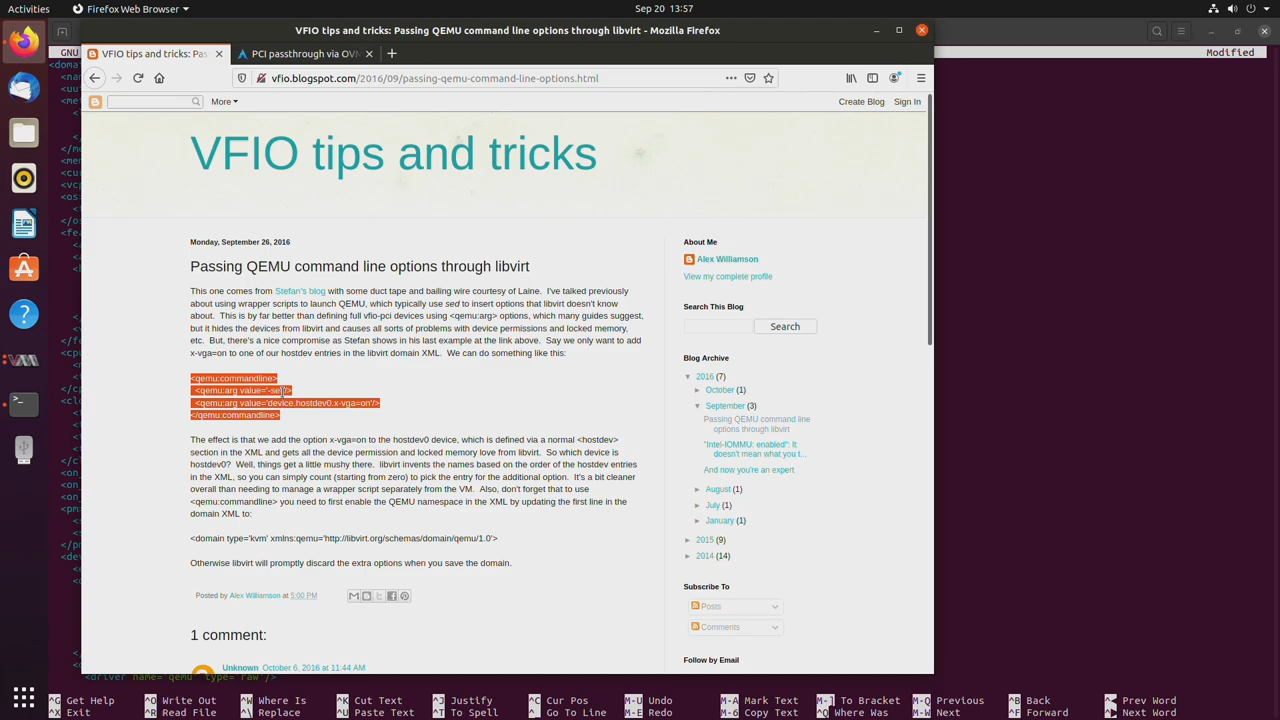 Activities
Firefox Web Browser
Sep 20 13:57
VFIO tips and tricks: Passing QEMU command line options through libvirt - Mozilla Firefox
GNU
Modified
VFIO tips and tricks: Pas
PCI passthrough via OVM
vfio.blogspot.com/2016/09/passing-qemu-command-line-options.html
More
Create Blog
Sign In
VFIO tips and tricks
Monday, September 26, 2016
Passing QEMU command line options through libvirt
This one comes from Stefan's blog with some duct tape and bailing wire courtesy of Laine. I've talked previously
about using wrapper scripts to launch QEMU, which typically use sed to insert options that libvirt doesn't know
about. This is by far better than defining full vfio-pci devices using <qemu:arg> options, which many guides suggest,
but it hides the devices from libvirt and causes all sorts of problems with device permissions and locked memory,
etc. But, there's a nice compromise as Stefan shows in his last example at the link above. Say we only want to add
x-vga=on to one of our hostdev entries in the libvirt domain XML. We can do something like this:
<qemu:commandline>
<qemu:arg value='-set'/>
<qemu:arg value='device.hostdev0.x-vga=on'/>
</qemu:commandline>
The effect is that we add the option x-vga=on to the hostdev0 device, which is defined via a normal <hostdev>
section in the XML and gets all the device permission and locked memory love from libvirt. So which device is
hostdev0? Well, things get a little mushy there. libvirt invents the names based on the order of the hostdev entries
in the XML, so you can simply count (starting from zero) to pick the entry for the additional option. It's a bit cleaner
overall than needing to manage a wrapper script separately from the VM. Also, don't forget that to use
<qemu:commandline> you need to first enable the QEMU namespace in the XML by updating the first line in the
domain XML to:
<domain type='kvm' xmlns:qemu='http://libvirt.org/schemas/domain/qemu/1.0'>
Otherwise libvirt will promptly discard the extra options when you save the domain.
Posted by Alex Williamson at 5:00 PM
1 comment:
Unknown October 6, 2016 at 11:44 AM
About Me
Alex Williamson
View my complete profile
Search This Blog
Search
Blog Archive
▼ 2016 (7)
► October (1)
▼ September (3)
Passing QEMU command line
options through libvirt
"Intel-IOMMU: enabled": It
doesn't mean what you t...
And now you're an expert
► August (1)
► July (1)
► January (1)
► 2015 (9)
► 2014 (14)
Subscribe To
Posts
Comments
Follow by Email
<driver name='qemu' type='raw'/>
^G Get Help ^O Write Out ^W Where Is ^K Cut Text ^J Justify ^C Cur Pos M-U Undo M-A Mark Text M-] To Bracket M-Q Previous ^B Back Prev Word
^X Exit ^R Read File ^\ Replace ^U Paste Text ^T To Spell ^_ Go To Line M-E Redo M-6 Copy Text ^Q Where Was M-W Next ^F Forward Next Word